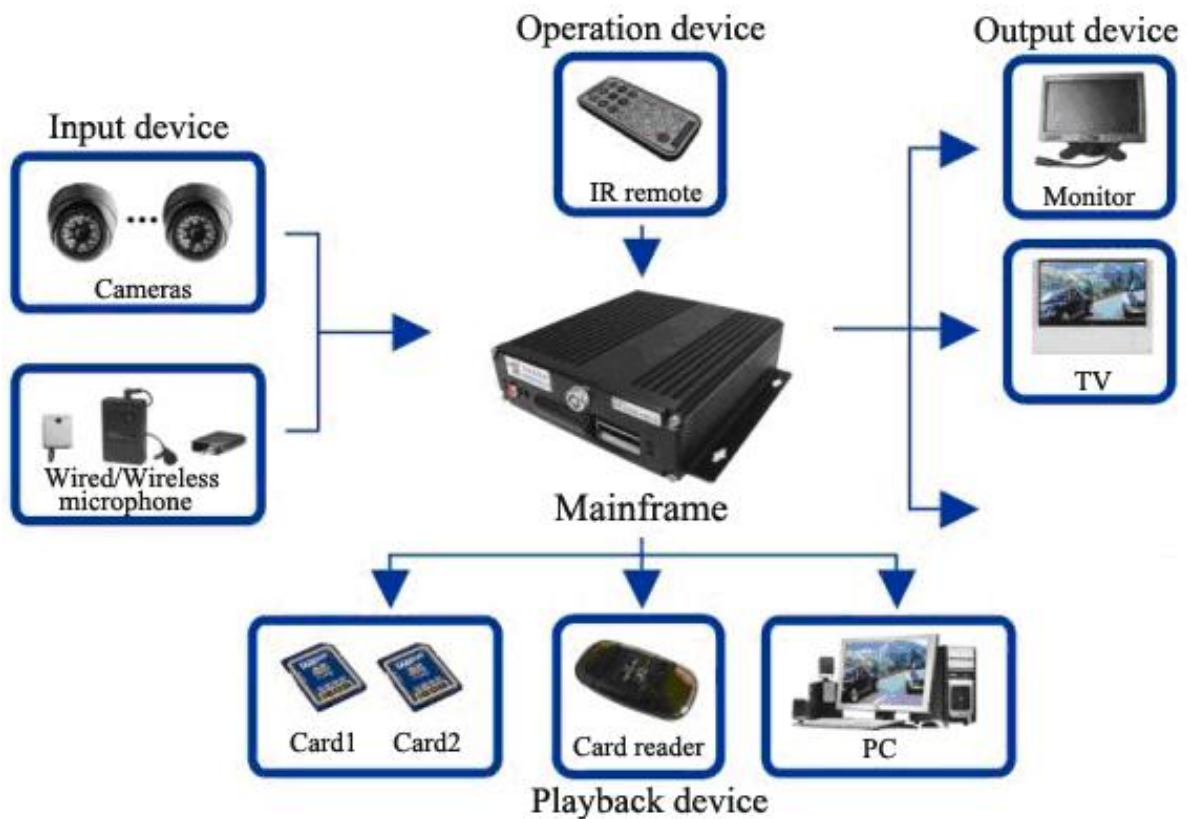 Operation device
Output device
Input device
IR remote
Monitor
Cameras
TV
Wired/Wireless
microphone
Mainframe
Card1
Card2
Card reader
PC
Playback device